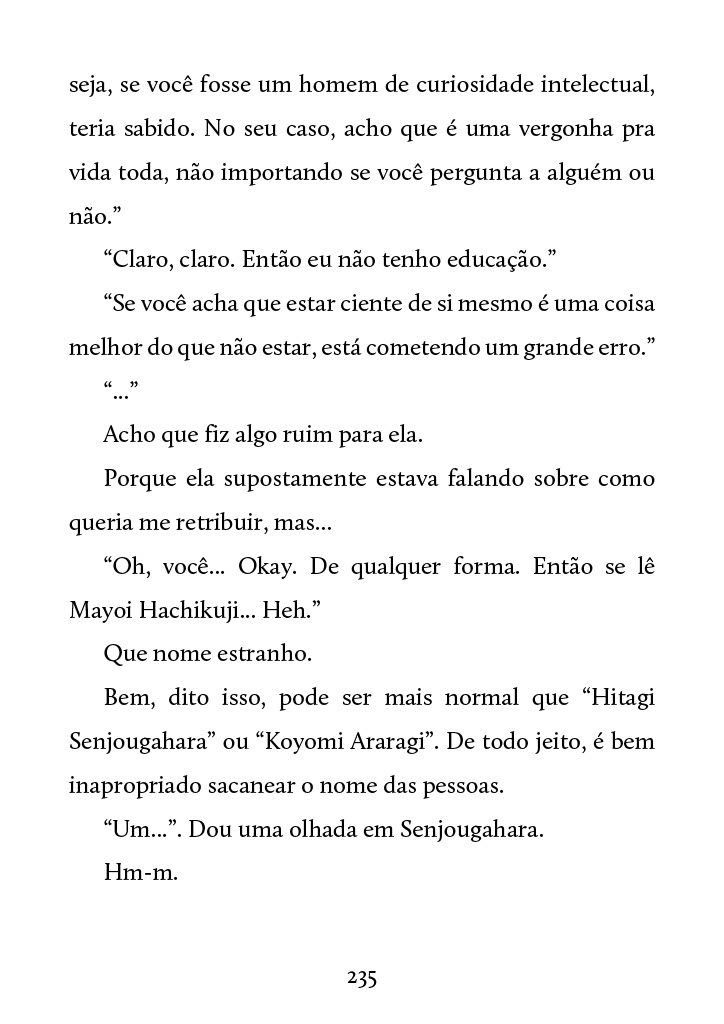 seja, se você fosse um homem de curiosidade intelectual,
teria sabido. No seu caso, acho que é uma vergonha pra
vida toda, não importando se você pergunta a alguém ou
não.”
“Claro, claro. Então eu não tenho educação.”
“Se você acha que estar ciente de si mesmo é uma coisa
melhor do que não estar, está cometendo um grande erro.”
“...”
Acho que fiz algo ruim para ela.
Porque ela supostamente estava falando sobre como
queria me retribuir, mas...
“Oh, você... Okay. De qualquer forma. Então se lê
Mayoi Hachikuji... Heh.”
Que nome estranho.
Bem, dito isso, pode ser mais normal que “Hitagi
Senjougahara” ou “Koyomi Araragi”. De todo jeito, é bem
inapropriado sacanear o nome das pessoas.
“Um...”. Dou uma olhada em Senjougahara.
Hm-m.
235